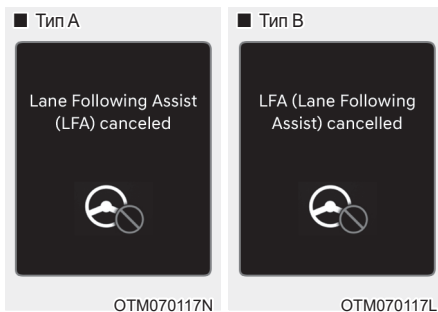 ■ Тип A
Lane Following Assist
(LFA) canceled
OTM070117N
■ Тип B
LFA (Lane Following
Assist) cancelled
OTM070117L